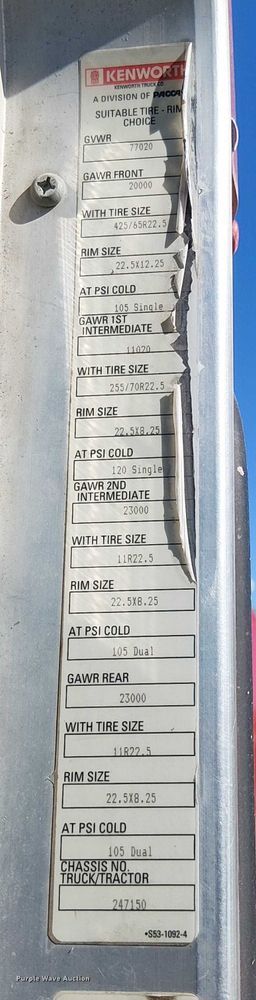 KENWORTH
KENWORTH TRUCK CO.
A DIVISION OF PACCAR
SUITABLE TIRE - RIM
CHOICE
GVWR
77020
GAWR FRONT
20000
WITH TIRE SIZE
425/65R22.5
RIM SIZE
22.5X12.25
AT PSI COLD
105 Single
GAWR 1ST
INTERMEDIATE
11020
WITH TIRE SIZE
255/70R22.5
RIM SIZE
22.5X8.25
AT PSI COLD
120 Single
GAWR 2ND
INTERMEDIATE
23000
WITH TIRE SIZE
11R22.5
RIM SIZE
22.5X8.25
AT PSI COLD
105 Dual
GAWR REAR
23000
WITH TIRE SIZE
11R22.5
RIM SIZE
22.5X8.25
AT PSI COLD
105 Dual
CHASSIS NO.
TRUCK/TRACTOR
247150
•S53-1092-4
Purple Wave Auction